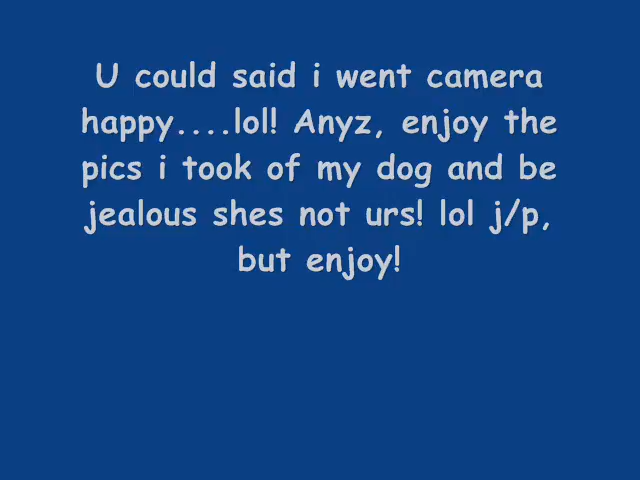 U could said i went camera
happy....lol! Anyz, enjoy the
pics i took of my dog and be
jealous shes not urs! lol j/p,
but enjoy!